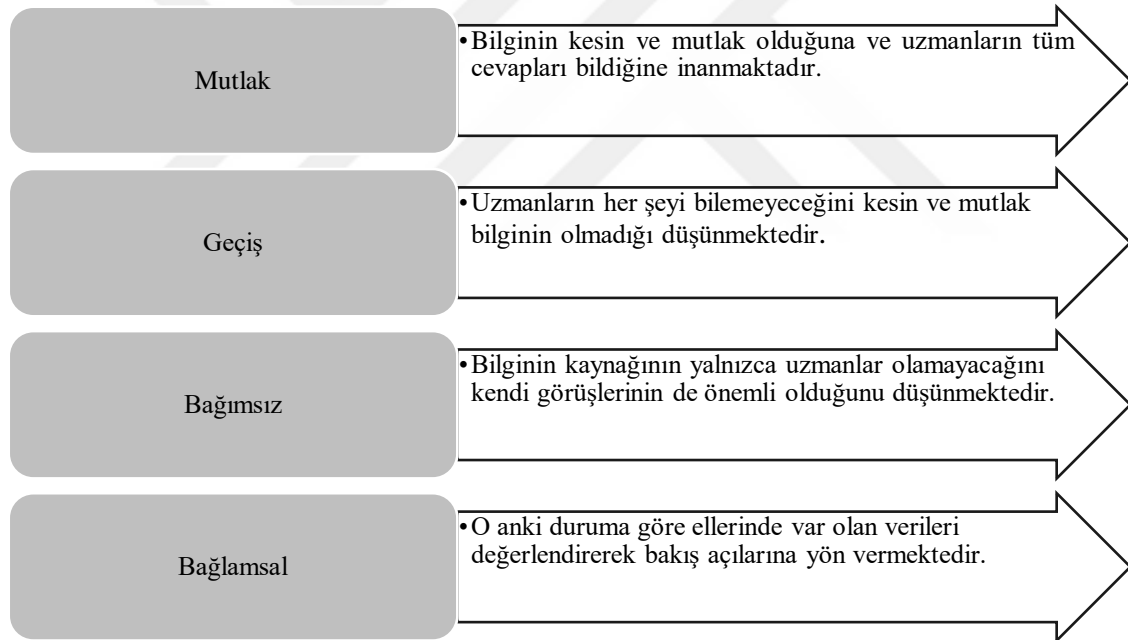 Mutlak
•Bilginin kesin ve mutlak olduğuna ve uzmanların tüm
cevapları bildiğine inanmaktadır.
Geçiş
•Uzmanların her şeyi bilemeyeceğini kesin ve mutlak
bilginin olmadığı düşünmektedir.
Bağımsız
•Bilginin kaynağının yalnızca uzmanlar olamayacağını
kendi görüşlerinin de önemli olduğunu düşünmektedir.
Bağlamsal
•O anki duruma göre ellerinde var olan verileri
değerlendirerek bakış açılarına yön vermektedir.